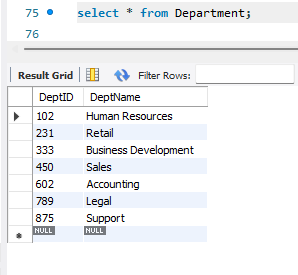 75 select * from Department;
76
Result Grid Filter Rows:
DeptID DeptName
102 Human Resources
231 Retail
333 Business Development
450 Sales
602 Accounting
789 Legal
875 Support
NULL NULL